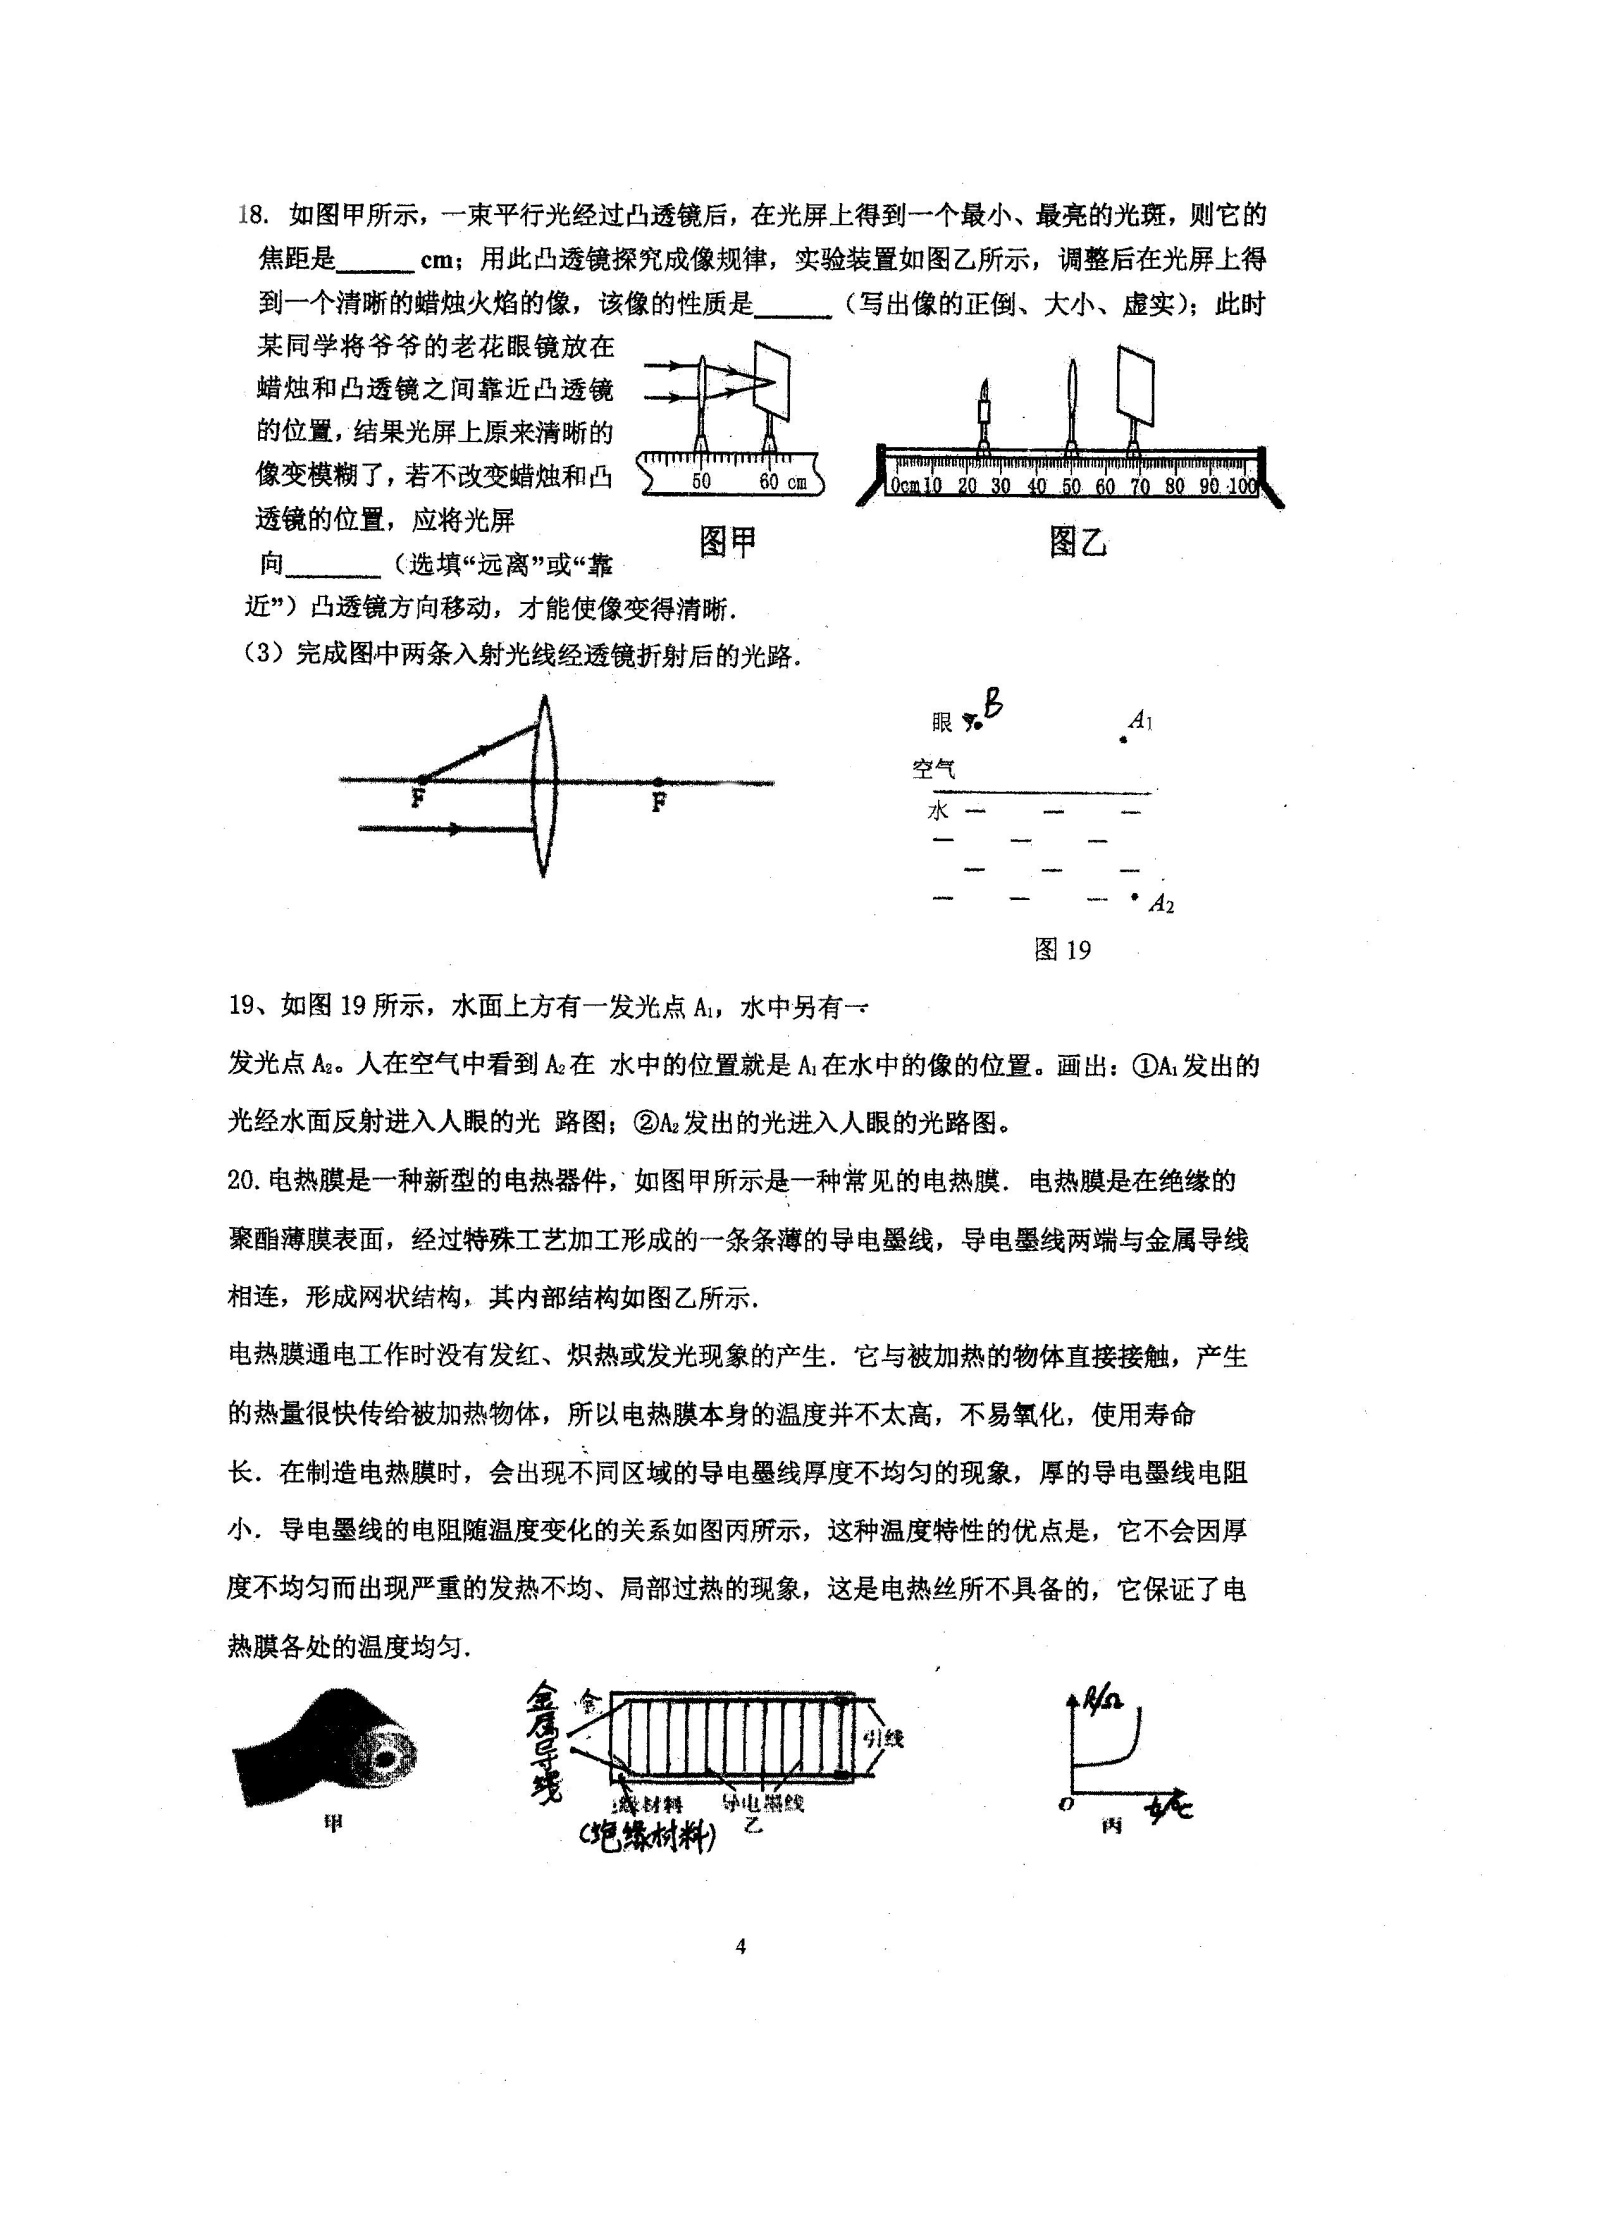 18. 如图甲所示，一束平行光经过凸透镜后，在光屏上得到一个最小、最亮的光斑，则它的
焦距是______cm；用此凸透镜探究成像规律，实验装置如图乙所示，调整后在光屏上得
到一个清晰的蜡烛火焰的像，该像的性质是______（写出像的正倒、大小、虚实）；此时
某同学将爷爷的老花眼镜放在
蜡烛和凸透镜之间靠近凸透镜
的位置，结果光屏上原来清晰的
像变模糊了，若不改变蜡烛和凸
透镜的位置，应将光屏
向_______（选填“远离”或“靠
近”）凸透镜方向移动，才能使像变得清晰．
50 60 cm
图甲
0cm10 20 30 40 50 60 70 80 90 100
图乙
（3）完成图中两条入射光线经透镜折射后的光路．
F F
眼 B A1
空气
水
A2
图 19
19、如图 19 所示，水面上方有一发光点 A₁，水中另有一
发光点 A₂。人在空气中看到 A₂在 水中的位置就是 A₁在水中的像的位置。画出：①A₁发出的
光经水面反射进入人眼的光 路图；②A₂发出的光进入人眼的光路图。
20. 电热膜是一种新型的电热器件，如图甲所示是一种常见的电热膜．电热膜是在绝缘的
聚酯薄膜表面，经过特殊工艺加工形成的一条条薄的导电墨线，导电墨线两端与金属导线
相连，形成网状结构，其内部结构如图乙所示．
电热膜通电工作时没有发红、炽热或发光现象的产生．它与被加热的物体直接接触，产生
的热量很快传给被加热物体，所以电热膜本身的温度并不太高，不易氧化，使用寿命
长．在制造电热膜时，会出现不同区域的导电墨线厚度不均匀的现象，厚的导电墨线电阻
小．导电墨线的电阻随温度变化的关系如图丙所示，这种温度特性的优点是，它不会因厚
度不均匀而出现严重的发热不均、局部过热的现象，这是电热丝所不具备的，它保证了电
热膜各处的温度均匀．
甲
金属导线
金
引线
绝缘材料 导电墨线
(绝缘材料)
乙
R/Ω
0 t/℃
丙
4